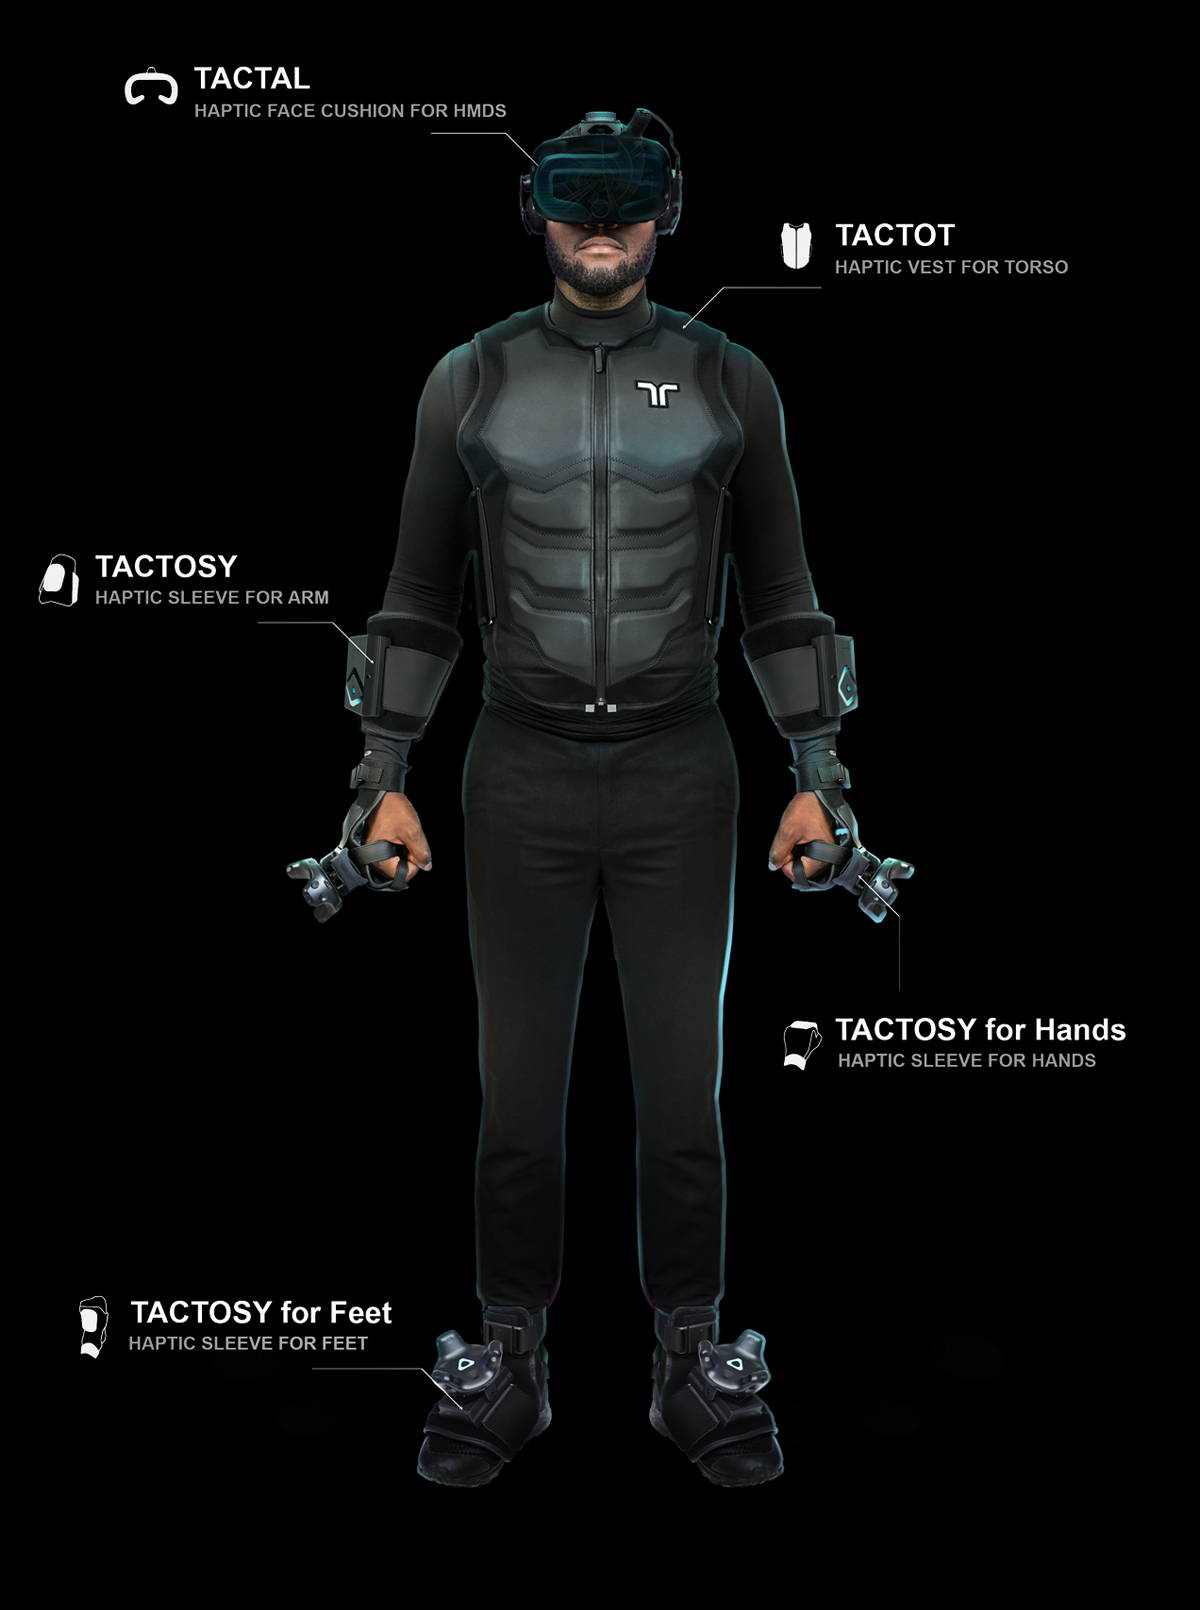 TACTAL
HAPTIC FACE CUSHION FOR HMDS
TACTOT
HAPTIC VEST FOR TORSO
TACTOSY
HAPTIC SLEEVE FOR ARM
TACTOSY for Hands
HAPTIC SLEEVE FOR HANDS
TACTOSY for Feet
HAPTIC SLEEVE FOR FEET